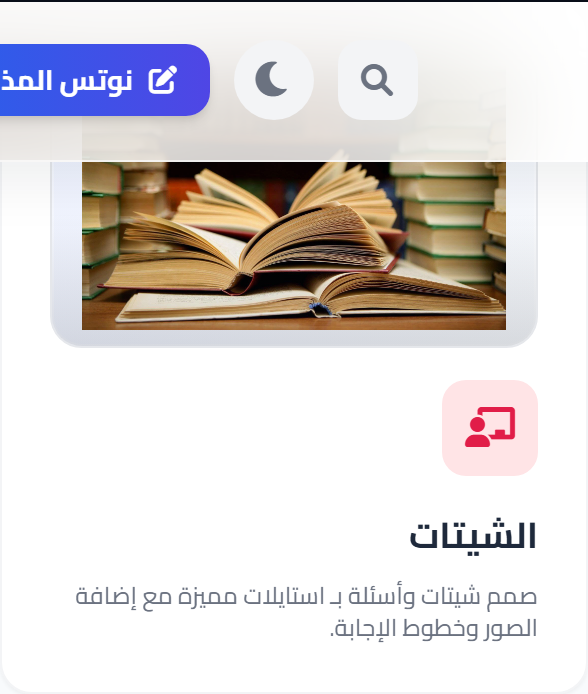 نوتس المذ
الشيتات
صمم شيتات وأسئلة بـ استايلات مميزة مع إضافة
الصور وخطوط الإجابة.